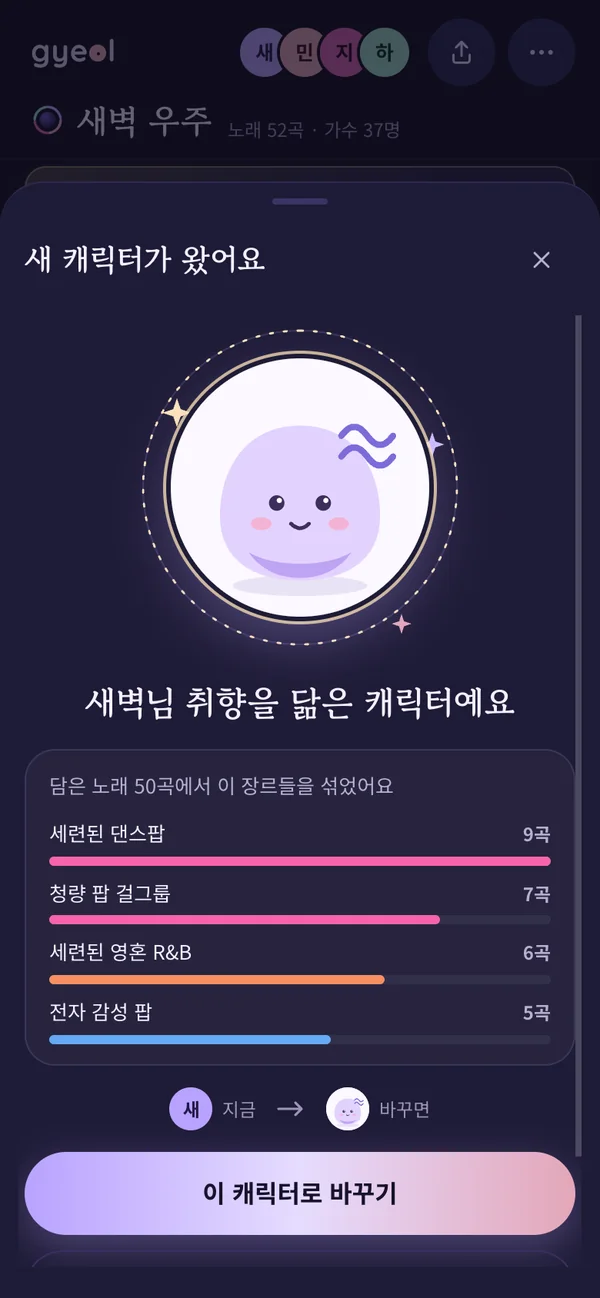 gyeol
새 민 지 하
새벽 우주 노래 52곡 · 가수 37명
새 캐릭터가 왔어요
새벽님 취향을 닮은 캐릭터예요
담은 노래 50곡에서 이 장르들을 섞었어요
세련된 댄스팝 9곡
청량 팝 걸그룹 7곡
세련된 영혼 R&B 6곡
전자 감성 팝 5곡
새 지금 → 바꾸면
이 캐릭터로 바꾸기